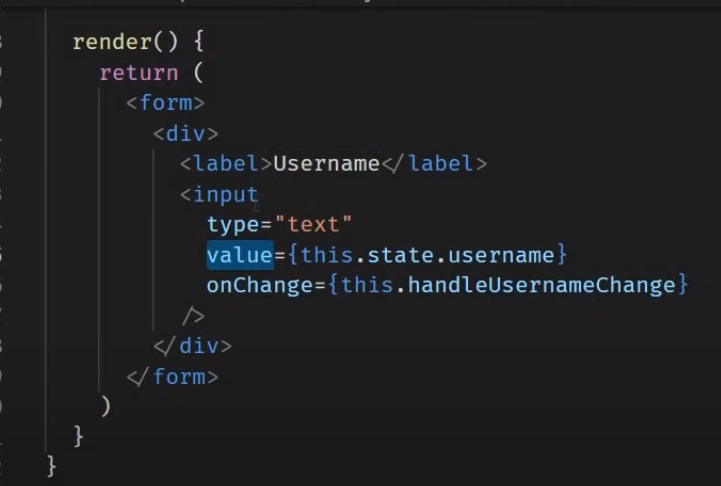 render() {
return (
<form>
<div>
<label>Username</label>
<input
type="text"
value={this.state.username}
onChange={this.handleUsernameChange}
/>
</div>
</form>
)
}
}